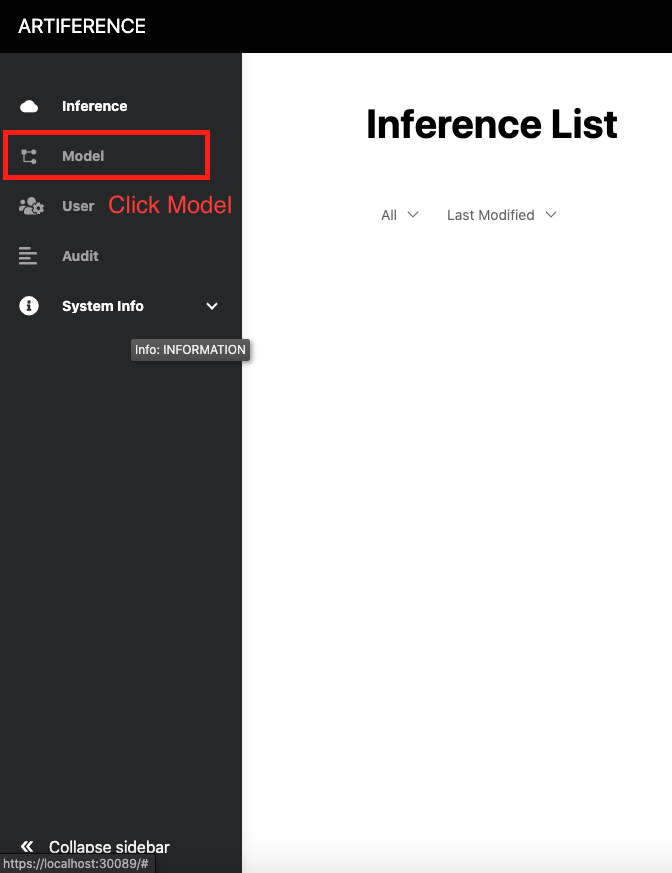 ARTIFERENCE
Inference
Model
User
Click Model
Audit
System Info
Info: INFORMATION
Collapse sidebar
https://localhost:30089/#
Inference List
All
Last Modified